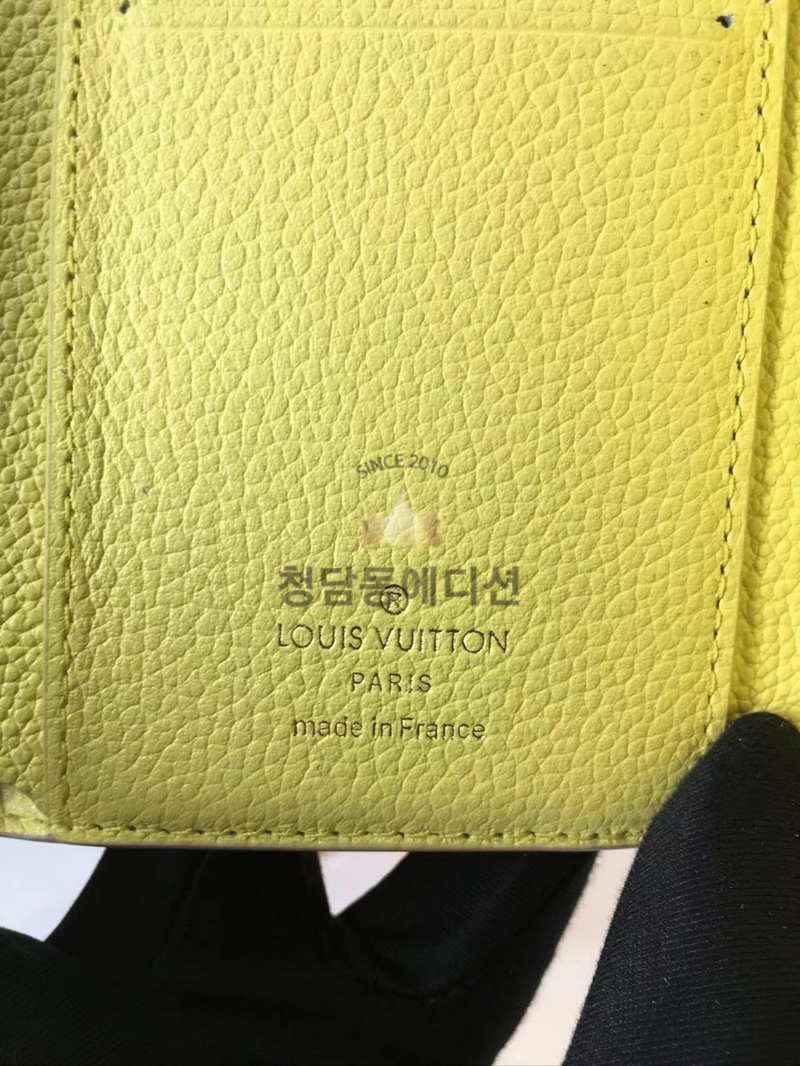 SINCE 2010
청담동에디션
®
LOUIS VUITTON
PARIS
made in France